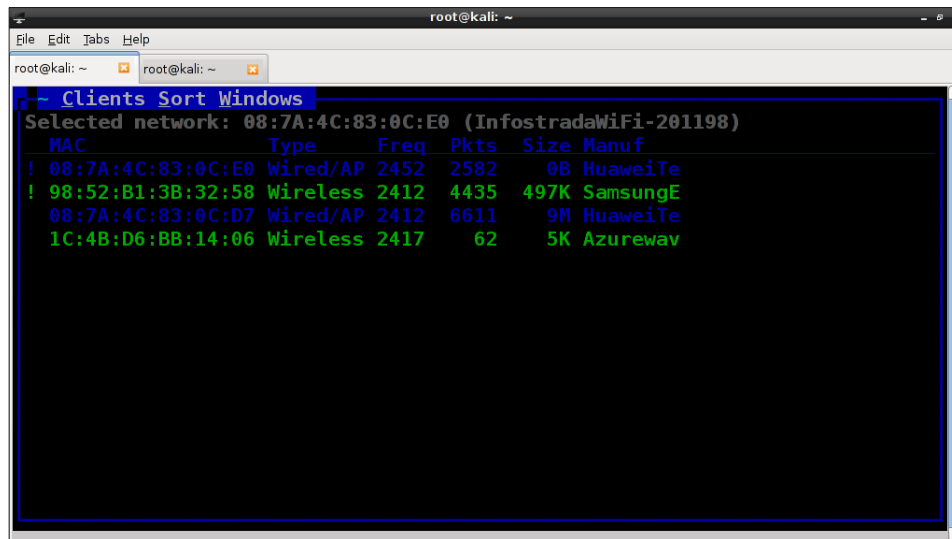 root@kali: ~
File Edit Tabs Help
root@kali: ~ root@kali: ~
~ Clients Sort Windows
Selected network: 08:7A:4C:83:0C:E0 (InfostradaWiFi-201198)
MAC Type Freq Pkts Size Manuf
! 08:7A:4C:83:0C:E0 Wired/AP 2452 2582 0B HuaweiTe
! 98:52:B1:3B:32:58 Wireless 2412 4435 497K SamsungE
08:7A:4C:83:0C:D7 Wired/AP 2412 6611 9M HuaweiTe
1C:4B:D6:BB:14:06 Wireless 2417 62 5K Azurewav